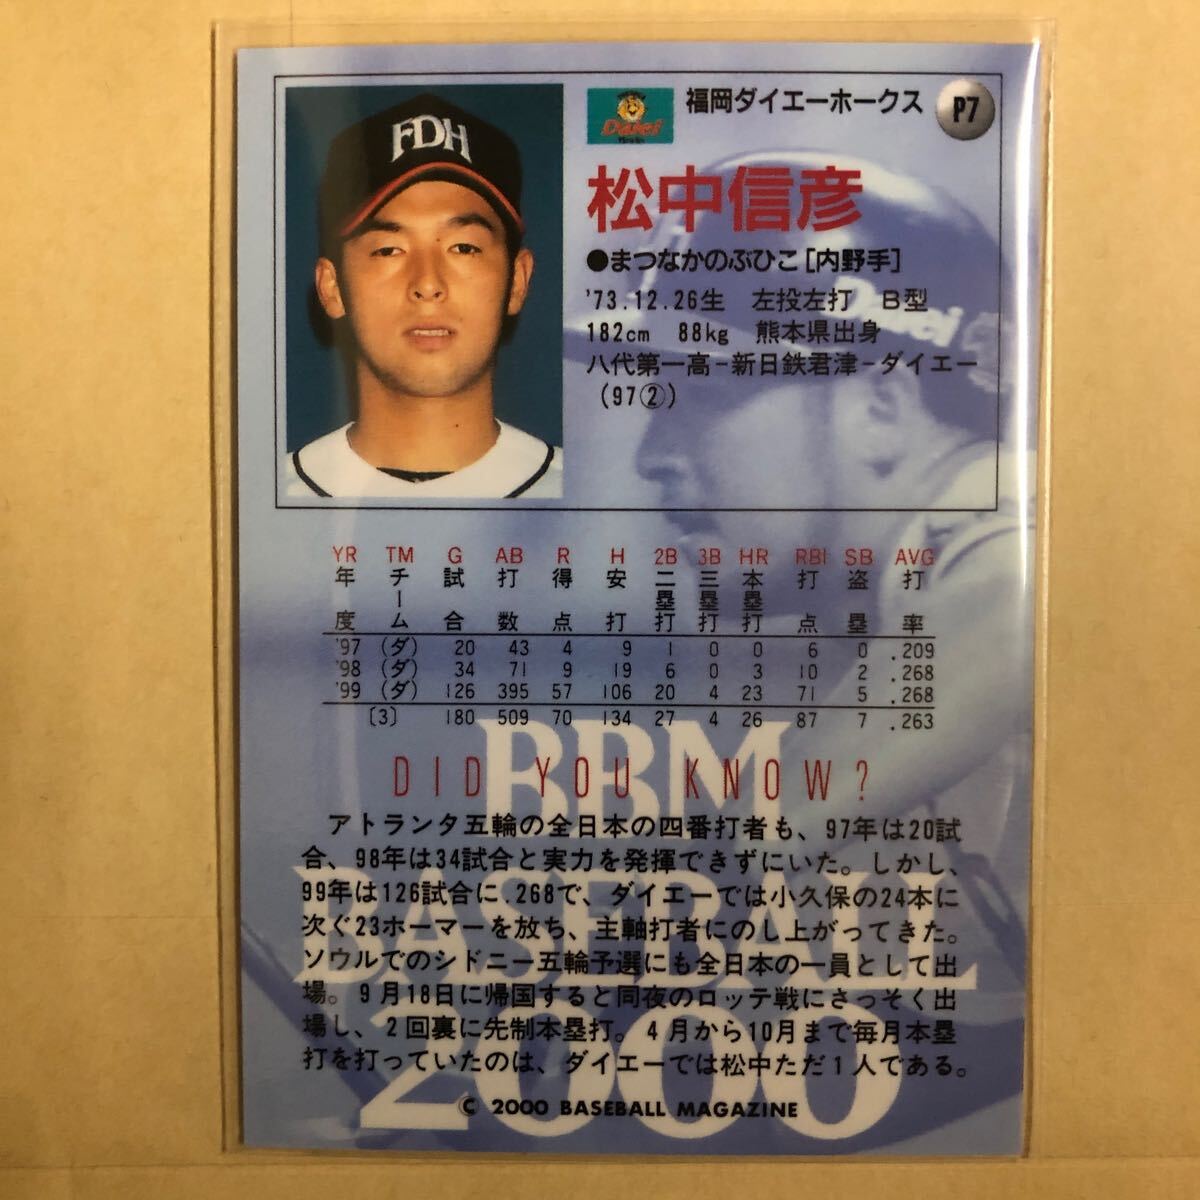 FDH
Daiei
Hawks
福岡ダイエーホークス
P7
松中信彦
●まつなかのぶひこ[内野手]
'73.12.26生 左投左打 B型
182cm 88kg 熊本県出身
八代第一高-新日鉄君津-ダイエー
(97②)
Daiei
YR TM G AB R H 2B 3B HR RBI SB AVG
年度 チーム 試合 打数 得点 安打 二塁打 三塁打 本塁打 打点 盗塁 打率
'97 (ダ) 20 43 4 9 1 0 0 6 0 .209
'98 (ダ) 34 71 9 19 6 0 3 10 2 .268
'99 (ダ) 126 395 57 106 20 4 23 71 5 .268
[3] 180 509 70 134 27 4 26 87 7 .263
BBM
DID YOU KNOW?
アトランタ五輪の全日本の四番打者も、97年は20試
合、98年は34試合と実力を発揮できずにいた。しかし、
99年は126試合に.268で、ダイエーでは小久保の24本に
次ぐ23ホーマーを放ち、主軸打者にのし上がってきた。
ソウルでのシドニー五輪予選にも全日本の一員として出
場。9月18日に帰国すると同夜のロッテ戦にさっそく出
場し、2回裏に先制本塁打。4月から10月まで毎月本塁
打を打っていたのは、ダイエーでは松中ただ1人である。
BASEBALL
2000
© 2000 BASEBALL MAGAZINE